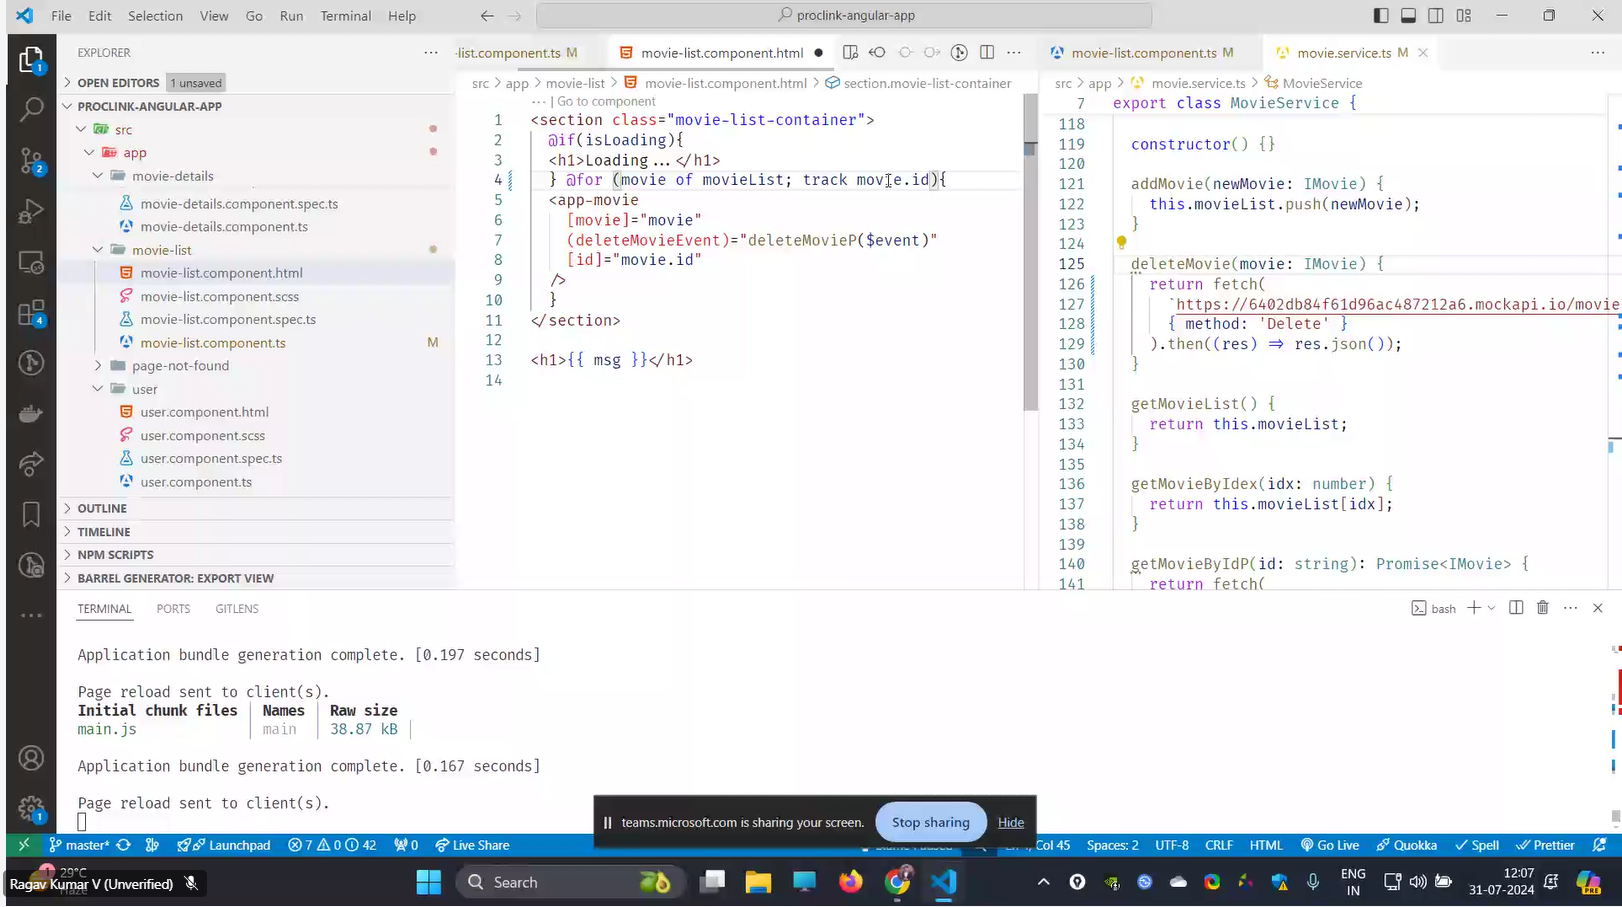 File Edit Selection View Go Run Terminal Help
proclink-angular-app
EXPLORER
OPEN EDITORS 1 unsaved
PROCLINK-ANGULAR-APP
src
app
movie-details
movie-details.component.spec.ts
movie-details.component.ts
movie-list
movie-list.component.html
movie-list.component.scss
movie-list.component.spec.ts
movie-list.component.ts M
page-not-found
user
user.component.html
user.component.scss
user.component.spec.ts
user.component.ts
OUTLINE
TIMELINE
NPM SCRIPTS
BARREL GENERATOR: EXPORT VIEW
-list.component.ts M
movie-list.component.html
src > app > movie-list > movie-list.component.html > section.movie-list-container
... | Go to component
1 <section class="movie-list-container">
2 @if(isLoading){
3 <h1>Loading...</h1>
4 } @for (movie of movieList; track movie.id){
5 <app-movie
6 [movie]="movie"
7 (deleteMovieEvent)="deleteMovieP($event)"
8 [id]="movie.id"
9 />
10 }
11 </section>
12
13 <h1>{{ msg }}</h1>
14
movie-list.component.ts M
movie.service.ts M
src > app > movie.service.ts > MovieService
7 export class MovieService {
118
119 constructor() {}
120
121 addMovie(newMovie: IMovie) {
122 this.movieList.push(newMovie);
123 }
124
125 deleteMovie(movie: IMovie) {
126 return fetch(
127 `https://6402db84f61d96ac487212a6.mockapi.io/movie
128 { method: 'Delete' }
129 ).then((res) => res.json());
130 }
131
132 getMovieList() {
133 return this.movieList;
134 }
135
136 getMovieByIdex(idx: number) {
137 return this.movieList[idx];
138 }
139
140 getMovieByIdP(id: string): Promise<IMovie> {
141 return fetch(
TERMINAL PORTS GITLENS
bash
Application bundle generation complete. [0.197 seconds]
Page reload sent to client(s).
Initial chunk files | Names | Raw size
main.js | main | 38.87 kB |
Application bundle generation complete. [0.167 seconds]
Page reload sent to client(s).
teams.microsoft.com is sharing your screen. Stop sharing Hide
master* Launchpad 7 0 42 0 Live Share
Col 45 Spaces: 2 UTF-8 CRLF HTML Go Live Quokka Spell Prettier
29°C
Ragav Kumar V (Unverified)
Search
ENG
IN
12:07
31-07-2024